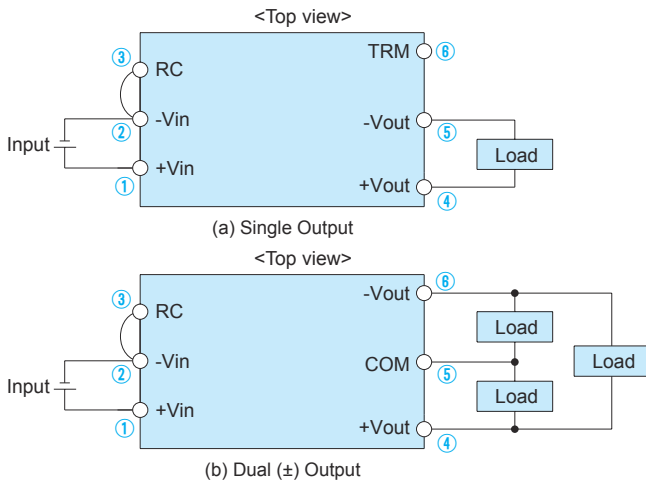 <Top view>
③ RC
TRM ⑥
② -Vin
-Vout ⑤
Input
Load
① +Vin
+Vout ④
(a) Single Output
<Top view>
③ RC
-Vout ⑥
Load
② -Vin
COM ⑤
Load
Input
Load
① +Vin
+Vout ④
(b) Dual (±) Output